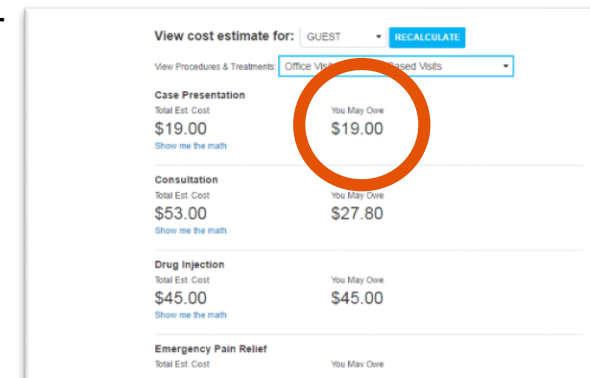 View cost estimate for: GUEST RECALCULATE
View Procedures & Treatments: Office Visits Based Visits
Case Presentation
Total Est. Cost You May Owe
$19.00 $19.00
Show me the math
Consultation
Total Est. Cost You May Owe
$53.00 $27.80
Show me the math
Drug Injection
Total Est. Cost You May Owe
$45.00 $45.00
Show me the math
Emergency Pain Relief
Total Est. Cost You May Owe